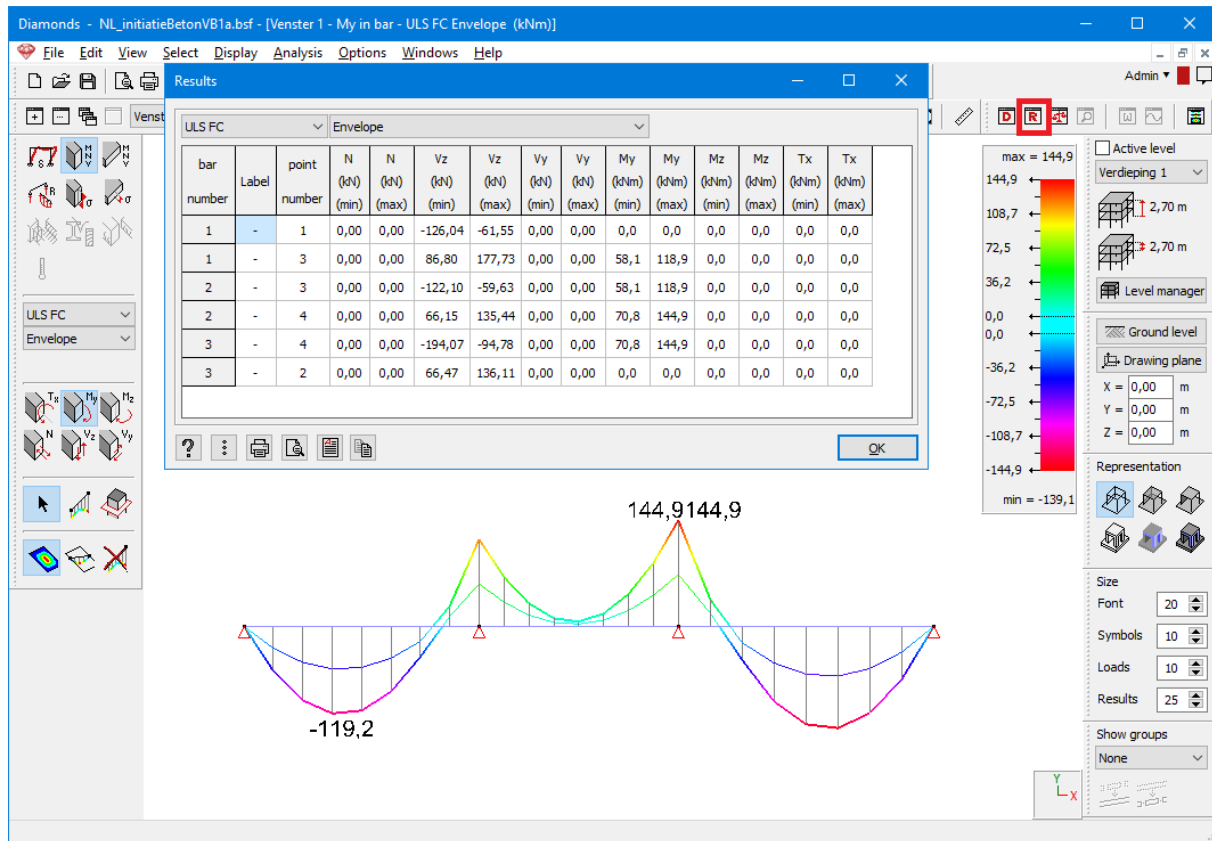 Diamonds - NL_initiatieBetonVB1a.bsf - [Venster 1 - My in bar - ULS FC Envelope (kNm)]
File Edit View Select Display Analysis Options Windows Help
Admin
Venst
D R
Results
ULS FC Envelope
bar number Label point number N (kN) (min) N (kN) (max) Vz (kN) (min) Vz (kN) (max) Vy (kN) (min) Vy (kN) (max) My (kNm) (min) My (kNm) (max) Mz (kNm) (min) Mz (kNm) (max) Tx (kNm) (min) Tx (kNm) (max)
1 - 1 0,00 0,00 -126,04 -61,55 0,00 0,00 0,0 0,0 0,0 0,0 0,0 0,0
1 - 3 0,00 0,00 86,80 177,73 0,00 0,00 58,1 118,9 0,0 0,0 0,0 0,0
2 - 3 0,00 0,00 -122,10 -59,63 0,00 0,00 58,1 118,9 0,0 0,0 0,0 0,0
2 - 4 0,00 0,00 66,15 135,44 0,00 0,00 70,8 144,9 0,0 0,0 0,0 0,0
3 - 4 0,00 0,00 -194,07 -94,78 0,00 0,00 70,8 144,9 0,0 0,0 0,0 0,0
3 - 2 0,00 0,00 66,47 136,11 0,00 0,00 0,0 0,0 0,0 0,0 0,0 0,0
OK
ULS FC
Envelope
Tx My Mz
N Vz Vy
max = 144,9
144,9
108,7
72,5
36,2
0,0
0,0
-36,2
-72,5
-108,7
-144,9
min = -139,1
144,9144,9
-119,2
Y
X
Active level
Verdieping 1
2,70 m
2,70 m
Level manager
Ground level
Drawing plane
X = 0,00 m
Y = 0,00 m
Z = 0,00 m
Representation
Size
Font 20
Symbols 10
Loads 10
Results 25
Show groups
None